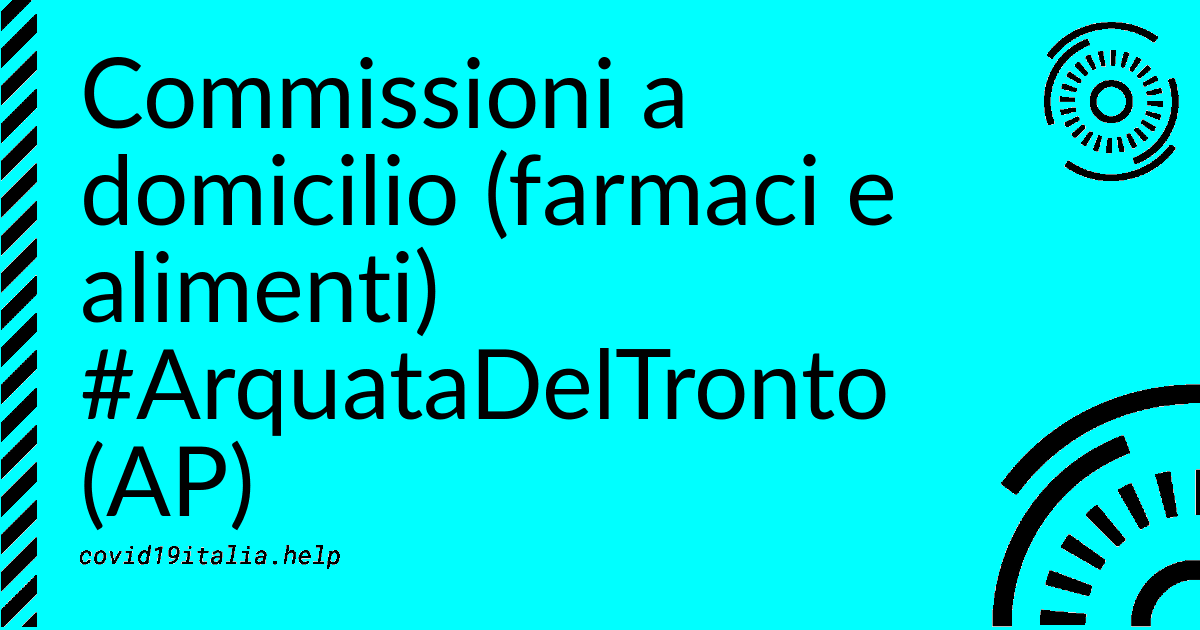 Commissioni a
domicilio (farmaci e
alimenti)
#ArquataDelTronto
(AP)
covid19italia.help